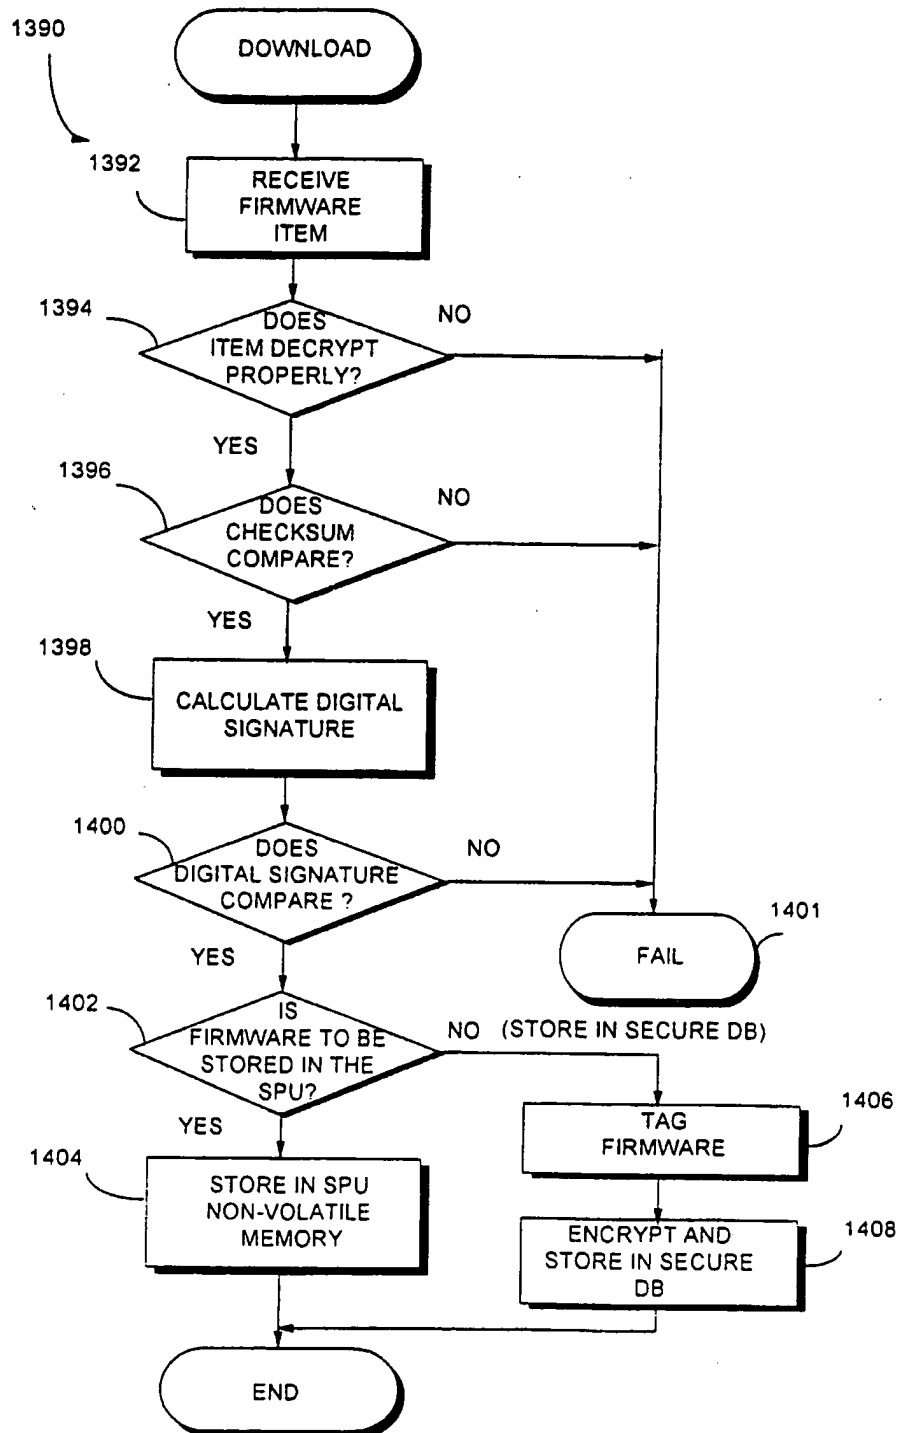 1390
DOWNLOAD
1392
RECEIVE
FIRMWARE
ITEM
1394
DOES
ITEM DECRYPT
PROPERLY?
NO
YES
1396
DOES
CHECKSUM
COMPARE?
NO
YES
1398
CALCULATE DIGITAL
SIGNATURE
1400
DOES
DIGITAL SIGNATURE
COMPARE ?
NO
YES
1401
FAIL
1402
IS
FIRMWARE TO BE
STORED IN THE
SPU?
NO (STORE IN SECURE DB)
YES
1406
TAG
FIRMWARE
1404
STORE IN SPU
NON-VOLATILE
MEMORY
1408
ENCRYPT AND
STORE IN SECURE
DB
END